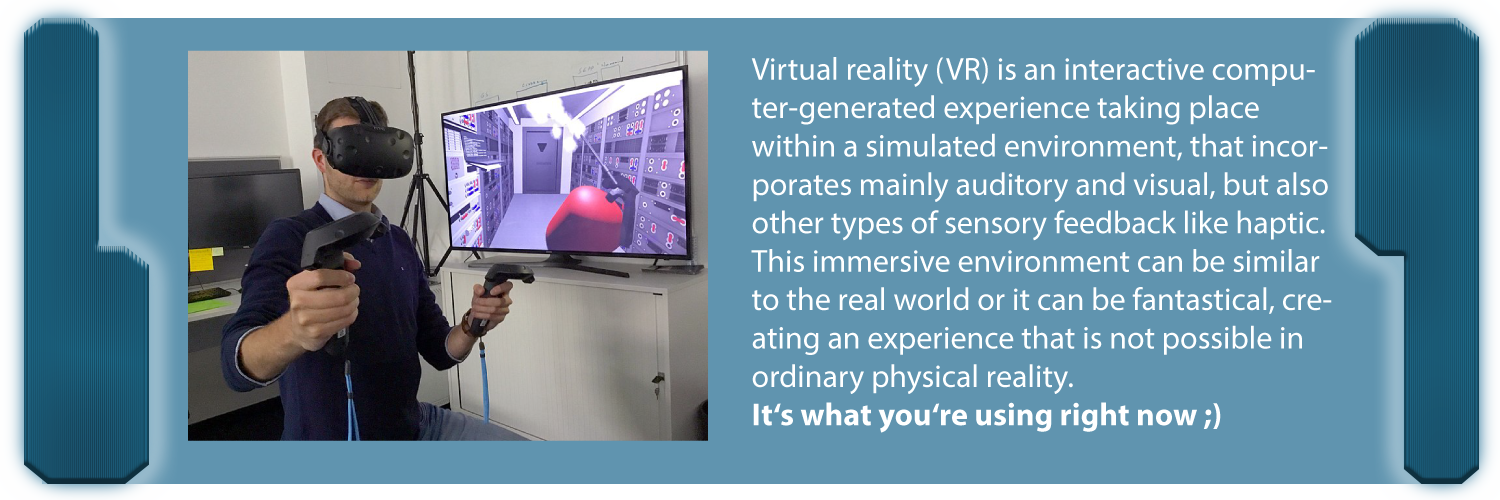 Virtual reality (VR) is an interactive compu-
ter-generated experience taking place
within a simulated environment, that incor-
porates mainly auditory and visual, but also
other types of sensory feedback like haptic.
This immersive environment can be similar
to the real world or it can be fantastical, cre-
ating an experience that is not possible in
ordinary physical reality.
It‘s what you‘re using right now ;)